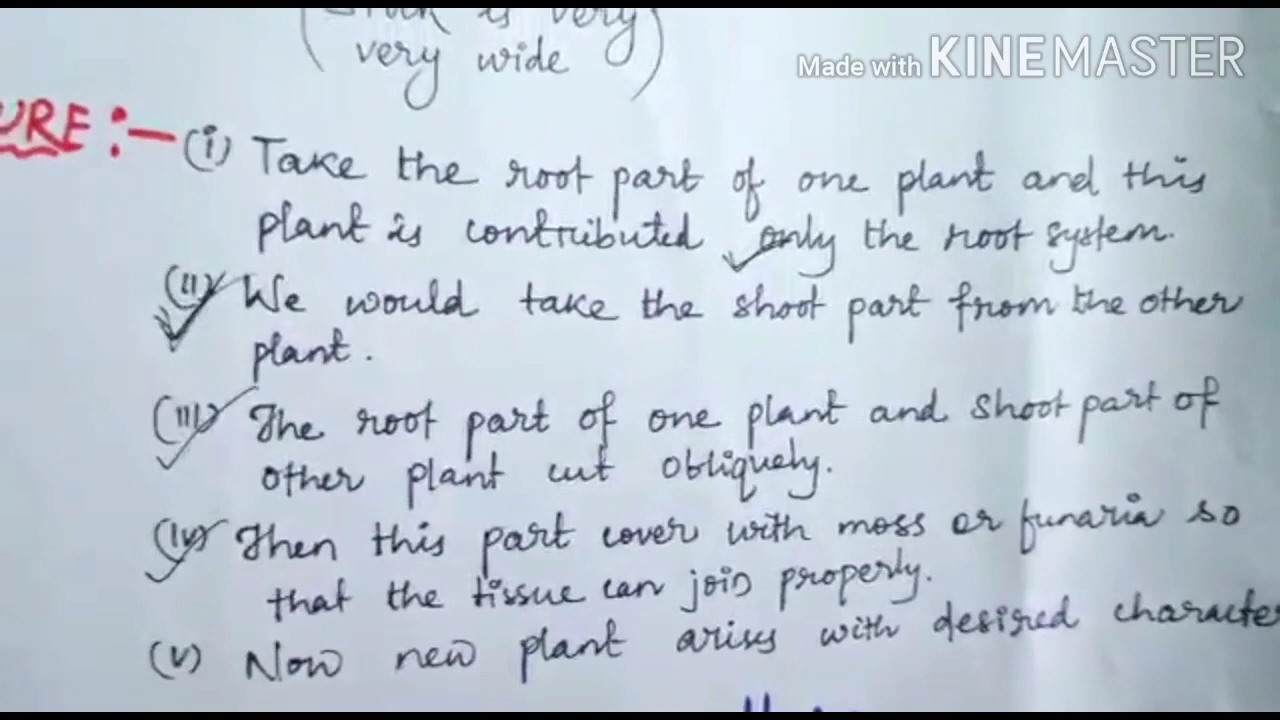 is very
very wide
Made with KINEMASTER
URE :- (i) Take the root part of one plant and this
plant is contributed only the root system.
(ii) We would take the shoot part from the other
plant.
(iii) The root part of one plant and shoot part of
other plant cut obliquely.
(iv) Then this part cover with moss or funaria so
that the tissue can join properly.
(v) Now new plant arises with desired character